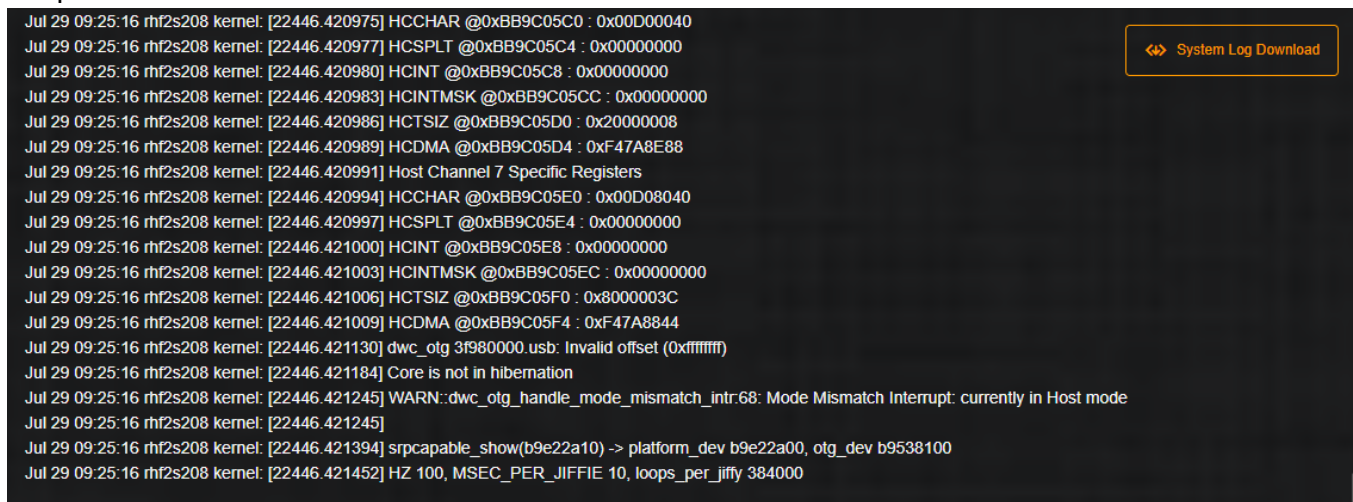 Jul 29 09:25:16 rhf2s208 kernel: [22446.420975] HCCHAR @0xBB9C05C0 : 0x00D00040
Jul 29 09:25:16 rhf2s208 kernel: [22446.420977] HCSPLT @0xBB9C05C4 : 0x00000000
System Log Download
Jul 29 09:25:16 rhf2s208 kernel: [22446.420980] HCINT @0xBB9C05C8 : 0x00000000
Jul 29 09:25:16 rhf2s208 kernel: [22446.420983] HCINTMSK @0xBB9C05CC : 0x00000000
Jul 29 09:25:16 rhf2s208 kernel: [22446.420986] HCTSIZ @0xBB9C05D0 : 0x20000008
Jul 29 09:25:16 rhf2s208 kernel: [22446.420989] HCDMA @0xBB9C05D4 : 0xF47A8E88
Jul 29 09:25:16 rhf2s208 kernel: [22446.420991] Host Channel 7 Specific Registers
Jul 29 09:25:16 rhf2s208 kernel: [22446.420994] HCCHAR @0xBB9C05E0 : 0x00D08040
Jul 29 09:25:16 rhf2s208 kernel: [22446.420997] HCSPLT @0xBB9C05E4 : 0x00000000
Jul 29 09:25:16 rhf2s208 kernel: [22446.421000] HCINT @0xBB9C05E8 : 0x00000000
Jul 29 09:25:16 rhf2s208 kernel: [22446.421003] HCINTMSK @0xBB9C05EC : 0x00000000
Jul 29 09:25:16 rhf2s208 kernel: [22446.421006] HCTSIZ @0xBB9C05F0 : 0x8000003C
Jul 29 09:25:16 rhf2s208 kernel: [22446.421009] HCDMA @0xBB9C05F4 : 0xF47A8844
Jul 29 09:25:16 rhf2s208 kernel: [22446.421130] dwc_otg 3f980000.usb: Invalid offset (0xffffffff)
Jul 29 09:25:16 rhf2s208 kernel: [22446.421184] Core is not in hibernation
Jul 29 09:25:16 rhf2s208 kernel: [22446.421245] WARN::dwc_otg_handle_mode_mismatch_intr:68: Mode Mismatch Interrupt: currently in Host mode
Jul 29 09:25:16 rhf2s208 kernel: [22446.421245]
Jul 29 09:25:16 rhf2s208 kernel: [22446.421394] srpcapable_show(b9e22a10) -> platform_dev b9e22a00, otg_dev b9538100
Jul 29 09:25:16 rhf2s208 kernel: [22446.421452] HZ 100, MSEC_PER_JIFFIE 10, loops_per_jiffy 384000